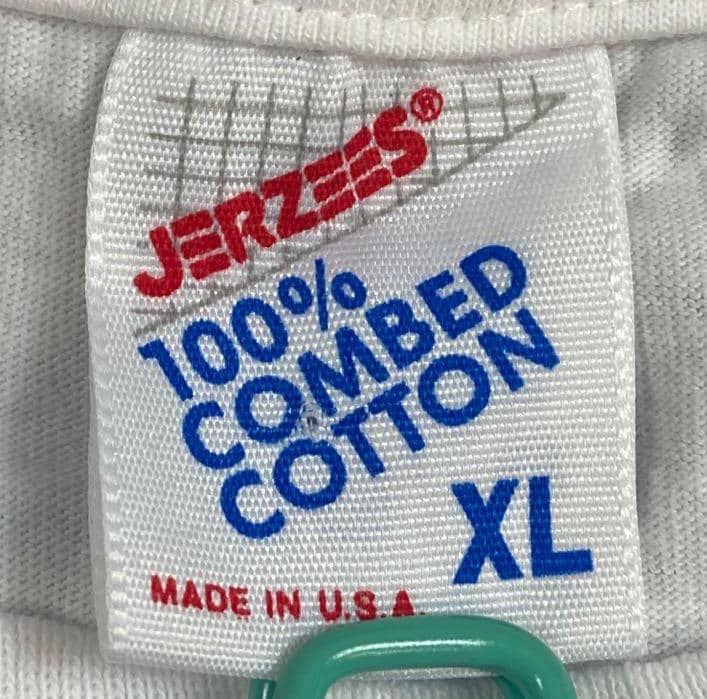 JERZEES®
100%
COMBED
COTTON
XL
MADE IN U.S.A.